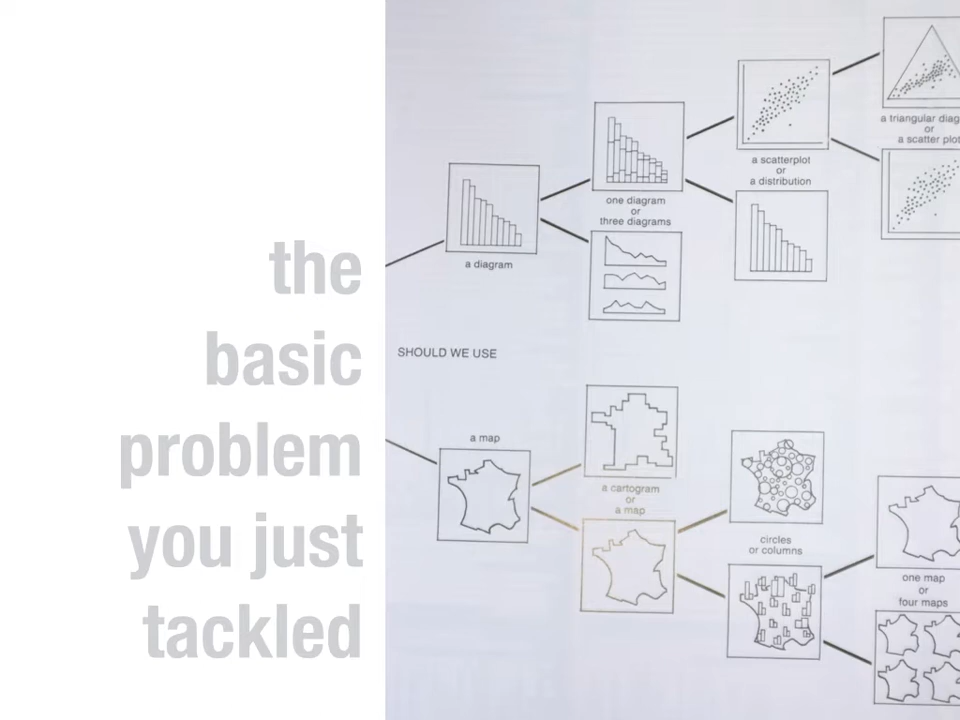 the
basic
problem
you just
tackled
a triangular diag
or
a scatter plot
a scatterplot
or
a distribution
one diagram
or
three diagrams
a diagram
SHOULD WE USE
a map
a cartogram
or
a map
circles
or columns
one map
or
four maps